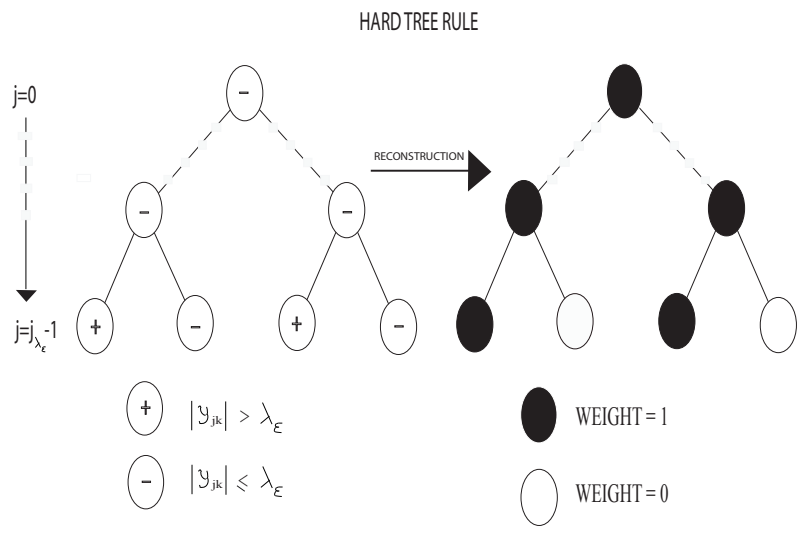 HARD TREE RULE
j=0
−
RECONSTRUCTION
− −
+ − + −
j=j_{λ_ε}-1
+ |y_{jk}| > λ_ε
WEIGHT = 1
− |y_{jk}| ≤ λ_ε
WEIGHT = 0